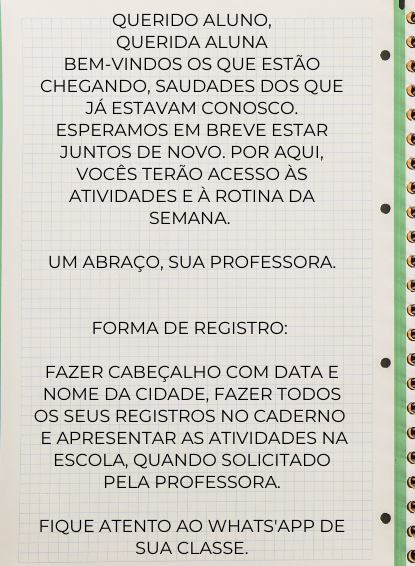 QUERIDO ALUNO,
QUERIDA ALUNA
BEM-VINDOS OS QUE ESTÃO
CHEGANDO, SAUDADES DOS QUE
JÁ ESTAVAM CONOSCO.
ESPERAMOS EM BREVE ESTAR
JUNTOS DE NOVO. POR AQUI,
VOCÊS TERÃO ACESSO ÀS
ATIVIDADES E À ROTINA DA
SEMANA.
UM ABRAÇO, SUA PROFESSORA.
FORMA DE REGISTRO:
FAZER CABEÇALHO COM DATA E
NOME DA CIDADE, FAZER TODOS
OS SEUS REGISTROS NO CADERNO
E APRESENTAR AS ATIVIDADES NA
ESCOLA, QUANDO SOLICITADO
PELA PROFESSORA.
FIQUE ATENTO AO WHATS'APP DE
SUA CLASSE.